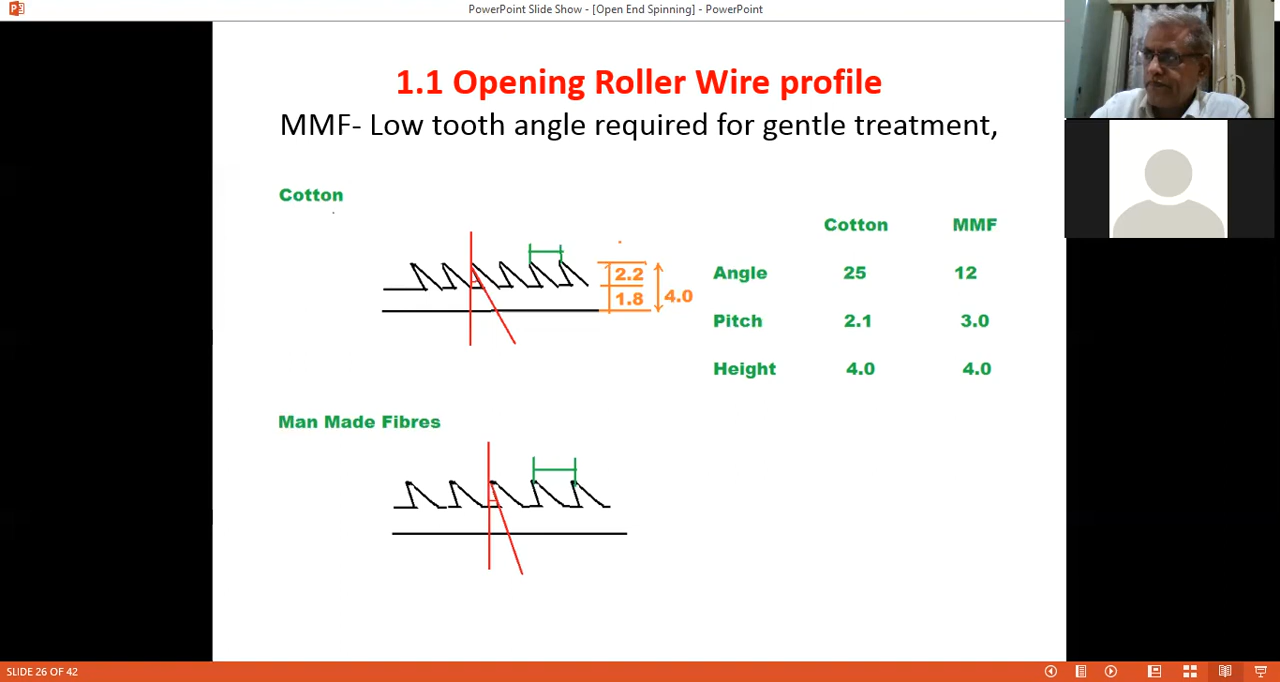 PowerPoint Slide Show - [Open End Spinning] - PowerPoint
1.1 Opening Roller Wire profile
MMF- Low tooth angle required for gentle treatment,
Cotton
2.2
1.8
4.0
Cotton MMF
Angle 25 12
Pitch 2.1 3.0
Height 4.0 4.0
Man Made Fibres
SLIDE 26 OF 42